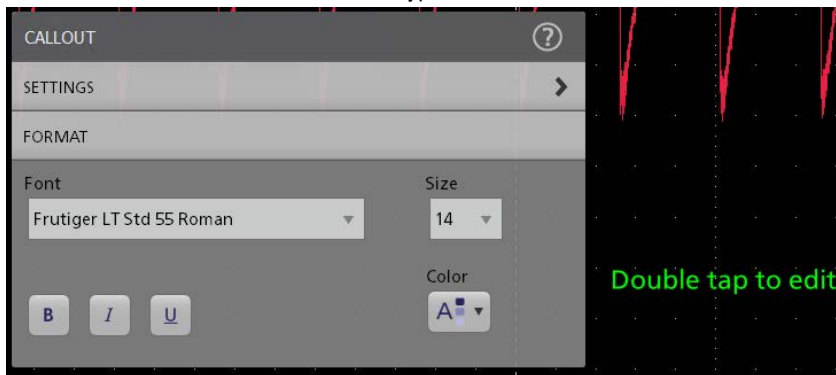 CALLOUT ?
SETTINGS
FORMAT
Font Size
Frutiger LT Std 55 Roman 14
Color
Double tap to edit
B I U A